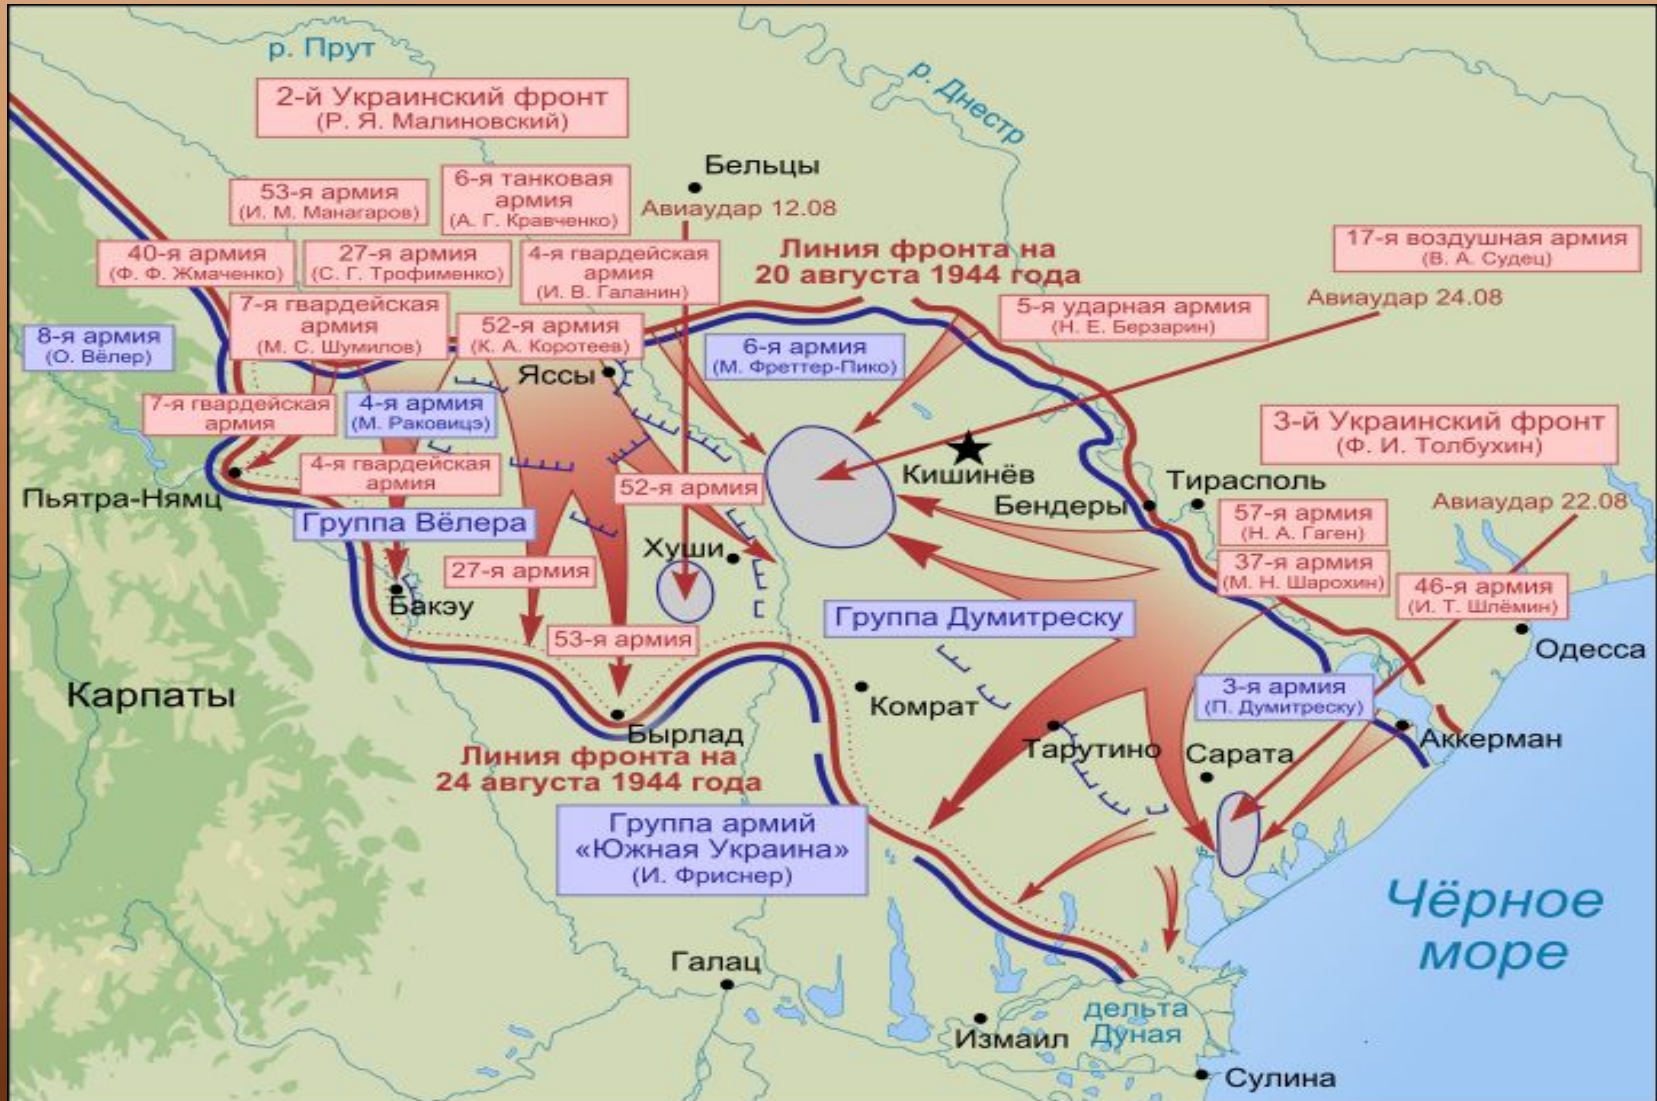 р. Прут
2-й Украинский фронт
(Р. Я. Малиновский)
р. Днестр
Бельцы
Авиаудар 12.08
53-я армия
(И. М. Манагаров)
6-я танковая
армия
(А. Г. Кравченко)
40-я армия
(Ф. Ф. Жмаченко)
27-я армия
(С. Г. Трофименко)
4-я гвардейская
армия
(И. В. Галанин)
Линия фронта на
20 августа 1944 года
17-я воздушная армия
(В. А. Судец)
Авиаудар 24.08
7-я гвардейская
армия
(М. С. Шумилов)
52-я армия
(К. А. Коротеев)
5-я ударная армия
(Н. Е. Берзарин)
8-я армия
(О. Вёлер)
6-я армия
(М. Фреттер-Пико)
Яссы
7-я гвардейская
армия
4-я армия
(М. Раковицэ)
3-й Украинский фронт
(Ф. И. Толбухин)
4-я гвардейская
армия
Пьятра-Нямц
52-я армия
Кишинёв
Бендеры
Тирасполь
Авиаудар 22.08
Группа Вёлера
57-я армия
(Н. А. Гаген)
Хуши
27-я армия
37-я армия
(М. Н. Шарохин)
46-я армия
(И. Т. Шлёмин)
Бакэу
Группа Думитреску
53-я армия
Одесса
Карпаты
3-я армия
(П. Думитреску)
Комрат
Бырлад
Тарутино
Сарата
Аккерман
Линия фронта на
24 августа 1944 года
Группа армий
«Южная Украина»
(И. Фриснер)
Чёрное
море
Галац
Измаил
дельта
Дуная
Сулина